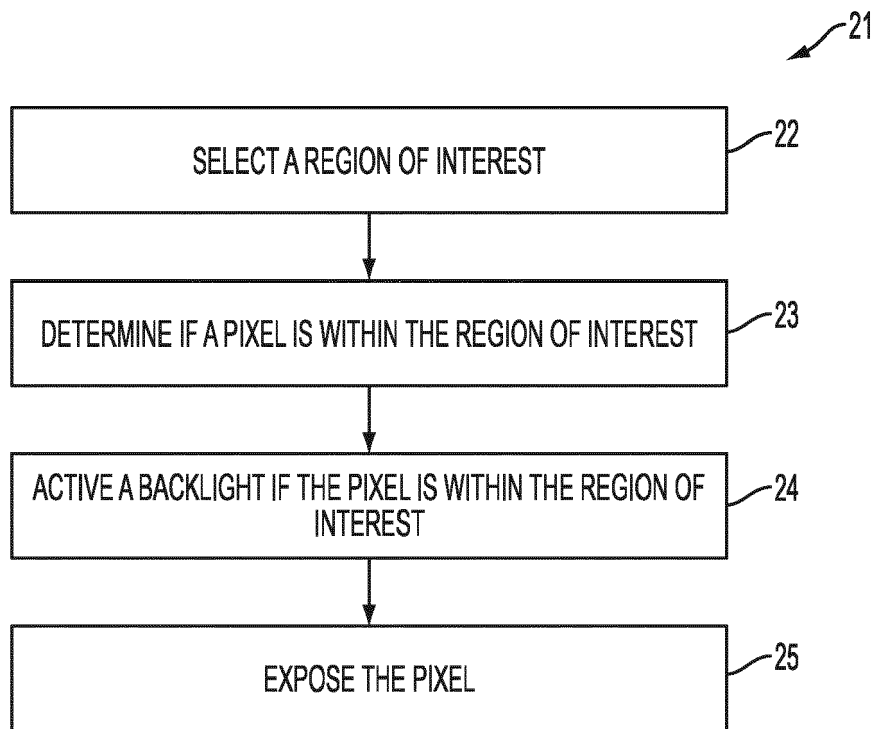 21
SELECT A REGION OF INTEREST
22
DETERMINE IF A PIXEL IS WITHIN THE REGION OF INTEREST
23
ACTIVE A BACKLIGHT IF THE PIXEL IS WITHIN THE REGION OF
INTEREST
24
EXPOSE THE PIXEL
25